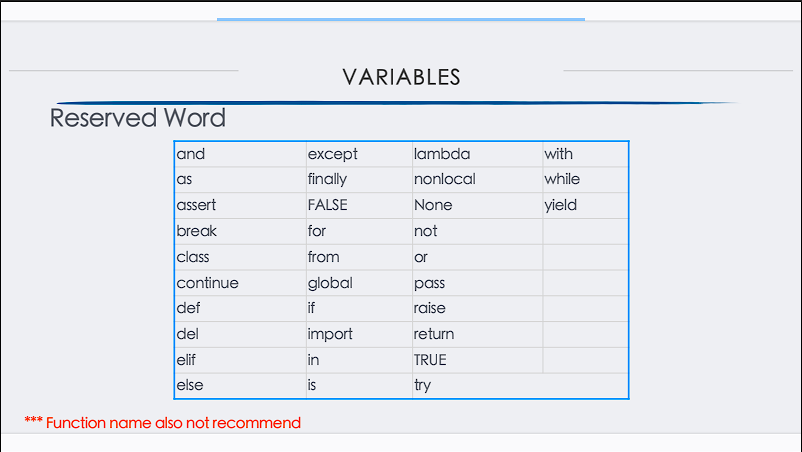 VARIABLES
Reserved Word
and except lambda with
as finally nonlocal while
assert FALSE None yield
break for not
class from or
continue global pass
def if raise
del import return
elif in TRUE
else is try
*** Function name also not recommend